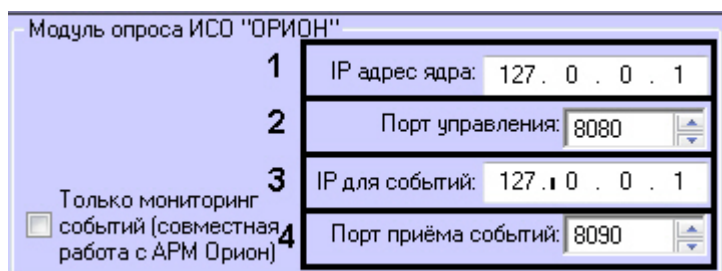 Модуль опроса ИСО "ОРИОН"
1 IP адрес ядра: 127. 0 . 0 . 1
2 Порт управления: 8080
3 IP для событий: 127. 0 . 0 . 1
Только мониторинг
событий (совместная
работа с АРМ Орион)
4 Порт приёма событий: 8090